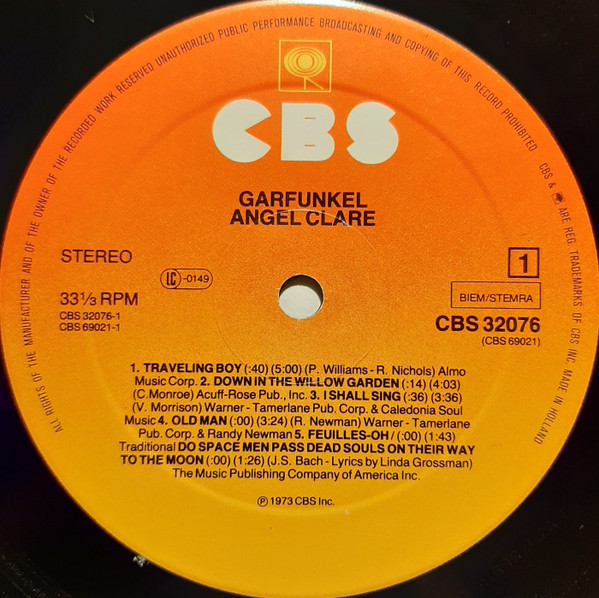 ALL RIGHTS OF THE MANUFACTURER AND OF THE OWNER OF THE RECORDED WORK RESERVED UNAUTHORIZED PUBLIC PERFORMANCE BROADCASTING AND COPYING OF THIS RECORD PROHIBITED CBS & ARE REG. TRADEMARKS OF CBS INC. MADE IN HOLLAND
CBS
GARFUNKEL
ANGEL CLARE
STEREO
LC -0149
1
33⅓ RPM
BIEM/STEMRA
CBS 32076-1
CBS 69021-1
CBS 32076
(CBS 69021)
1. TRAVELING BOY (:40) (5:00) (P. Williams - R. Nichols) Almo
Music Corp. 2. DOWN IN THE WILLOW GARDEN (:14) (4:03)
(C.Monroe) Acuff-Rose Pub., Inc. 3. I SHALL SING (:36) (3:36)
(V. Morrison) Warner - Tamerlane Pub. Corp. & Caledonia Soul
Music 4. OLD MAN (:00) (3:24) (R. Newman) Warner - Tamerlane
Pub. Corp. & Randy Newman 5. FEUILLES-OH / (:00) (1:43)
Traditional DO SPACE MEN PASS DEAD SOULS ON THEIR WAY
TO THE MOON (:00) (1:26) (J.S. Bach - Lyrics by Linda Grossman)
The Music Publishing Company of America Inc.
℗ 1973 CBS Inc.